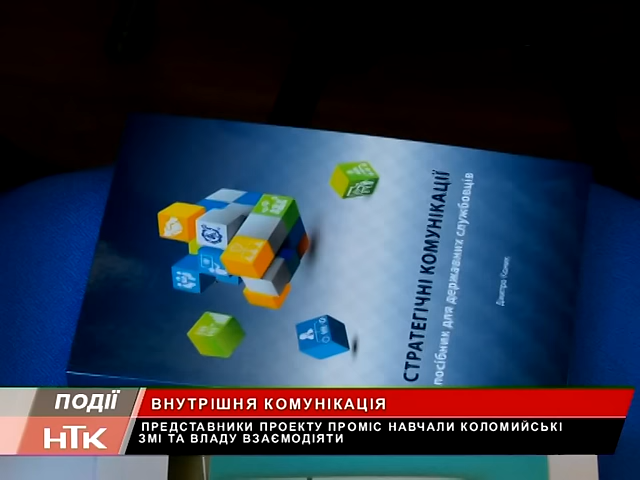 СТРАТЕГІЧНІ КОМУНІКАЦІЇ
посібник для державних службовців
Дмитро
ПОДІЇ
НТК
ВНУТРІШНЯ КОМУНІКАЦІЯ
ПРЕДСТАВНИКИ ПРОЕКТУ ПРОМІС НАВЧАЛИ КОЛОМИЙСЬКІ
ЗМІ ТА ВЛАДУ ВЗАЄМОДІЯТИ